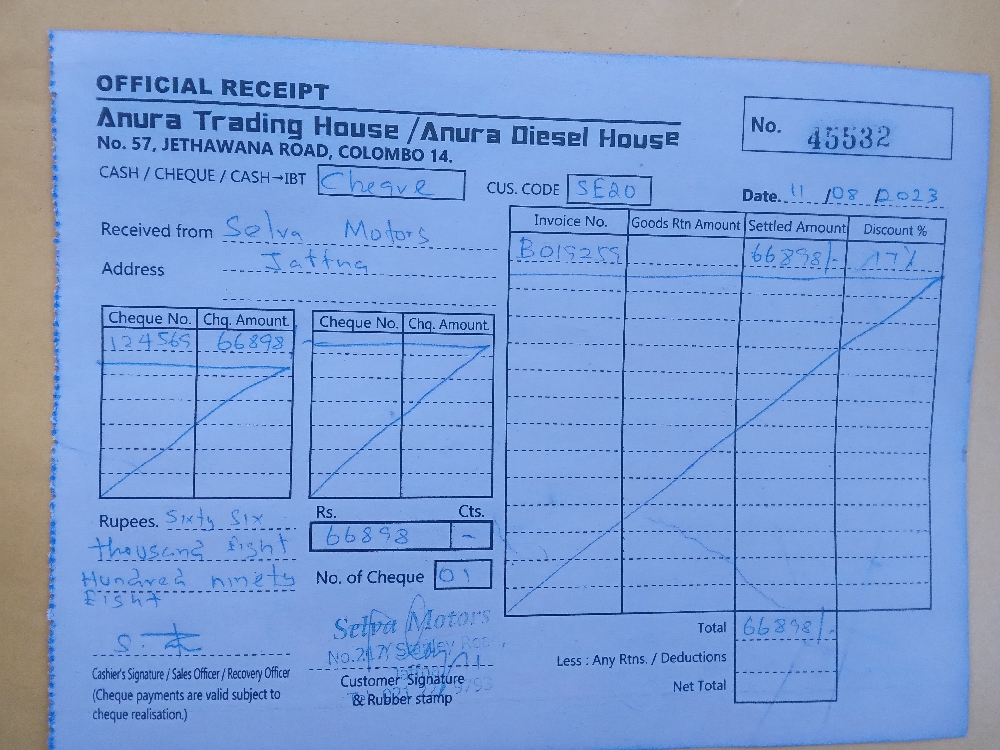 OFFICIAL RECEIPT
Anura Trading House / Anura Diesel House
No. 57, JETHAWANA ROAD, COLOMBO 14.
No. 45532
CASH / CHEQUE / CASH→IBT Cheque
CUS. CODE SE20
Date. 11 /08 /2023
Received from Selva Motors
Address Jaffna
Invoice No. Goods Rtn Amount Settled Amount Discount %
B019259 66898/- 17%
Cheque No. Chq. Amount Cheque No. Chq. Amount
124565 66898
Rupees. Sixty Six
thousand Eight
Hundred ninety
Eight
Rs. Cts.
66898 -
No. of Cheque 01
Total 66898/-
Less : Any Rtns. / Deductions
Net Total
Selva Motors
Cashier's Signature / Sales Officer / Recovery Officer
(Cheque payments are valid subject to
cheque realisation.)
Customer Signature
& Rubber stamp